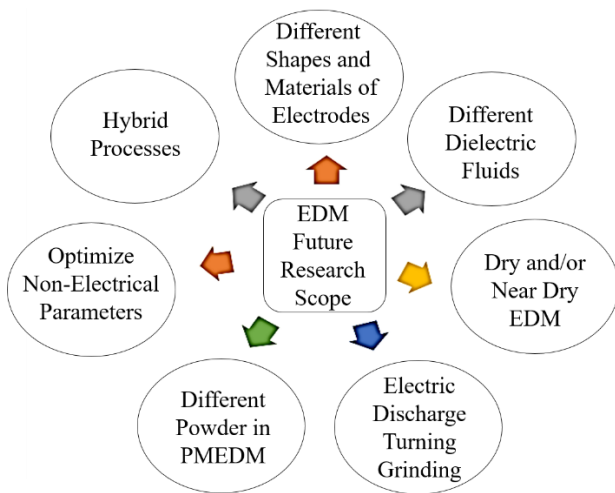 Different
Shapes and
Materials of
Electrodes
Different
Dielectric
Fluids
Dry and/or
Near Dry
EDM
Electric
Discharge
Turning
Grinding
Different
Powder in
PMEDM
Optimize
Non-Electrical
Parameters
Hybrid
Processes
EDM
Future
Research
Scope